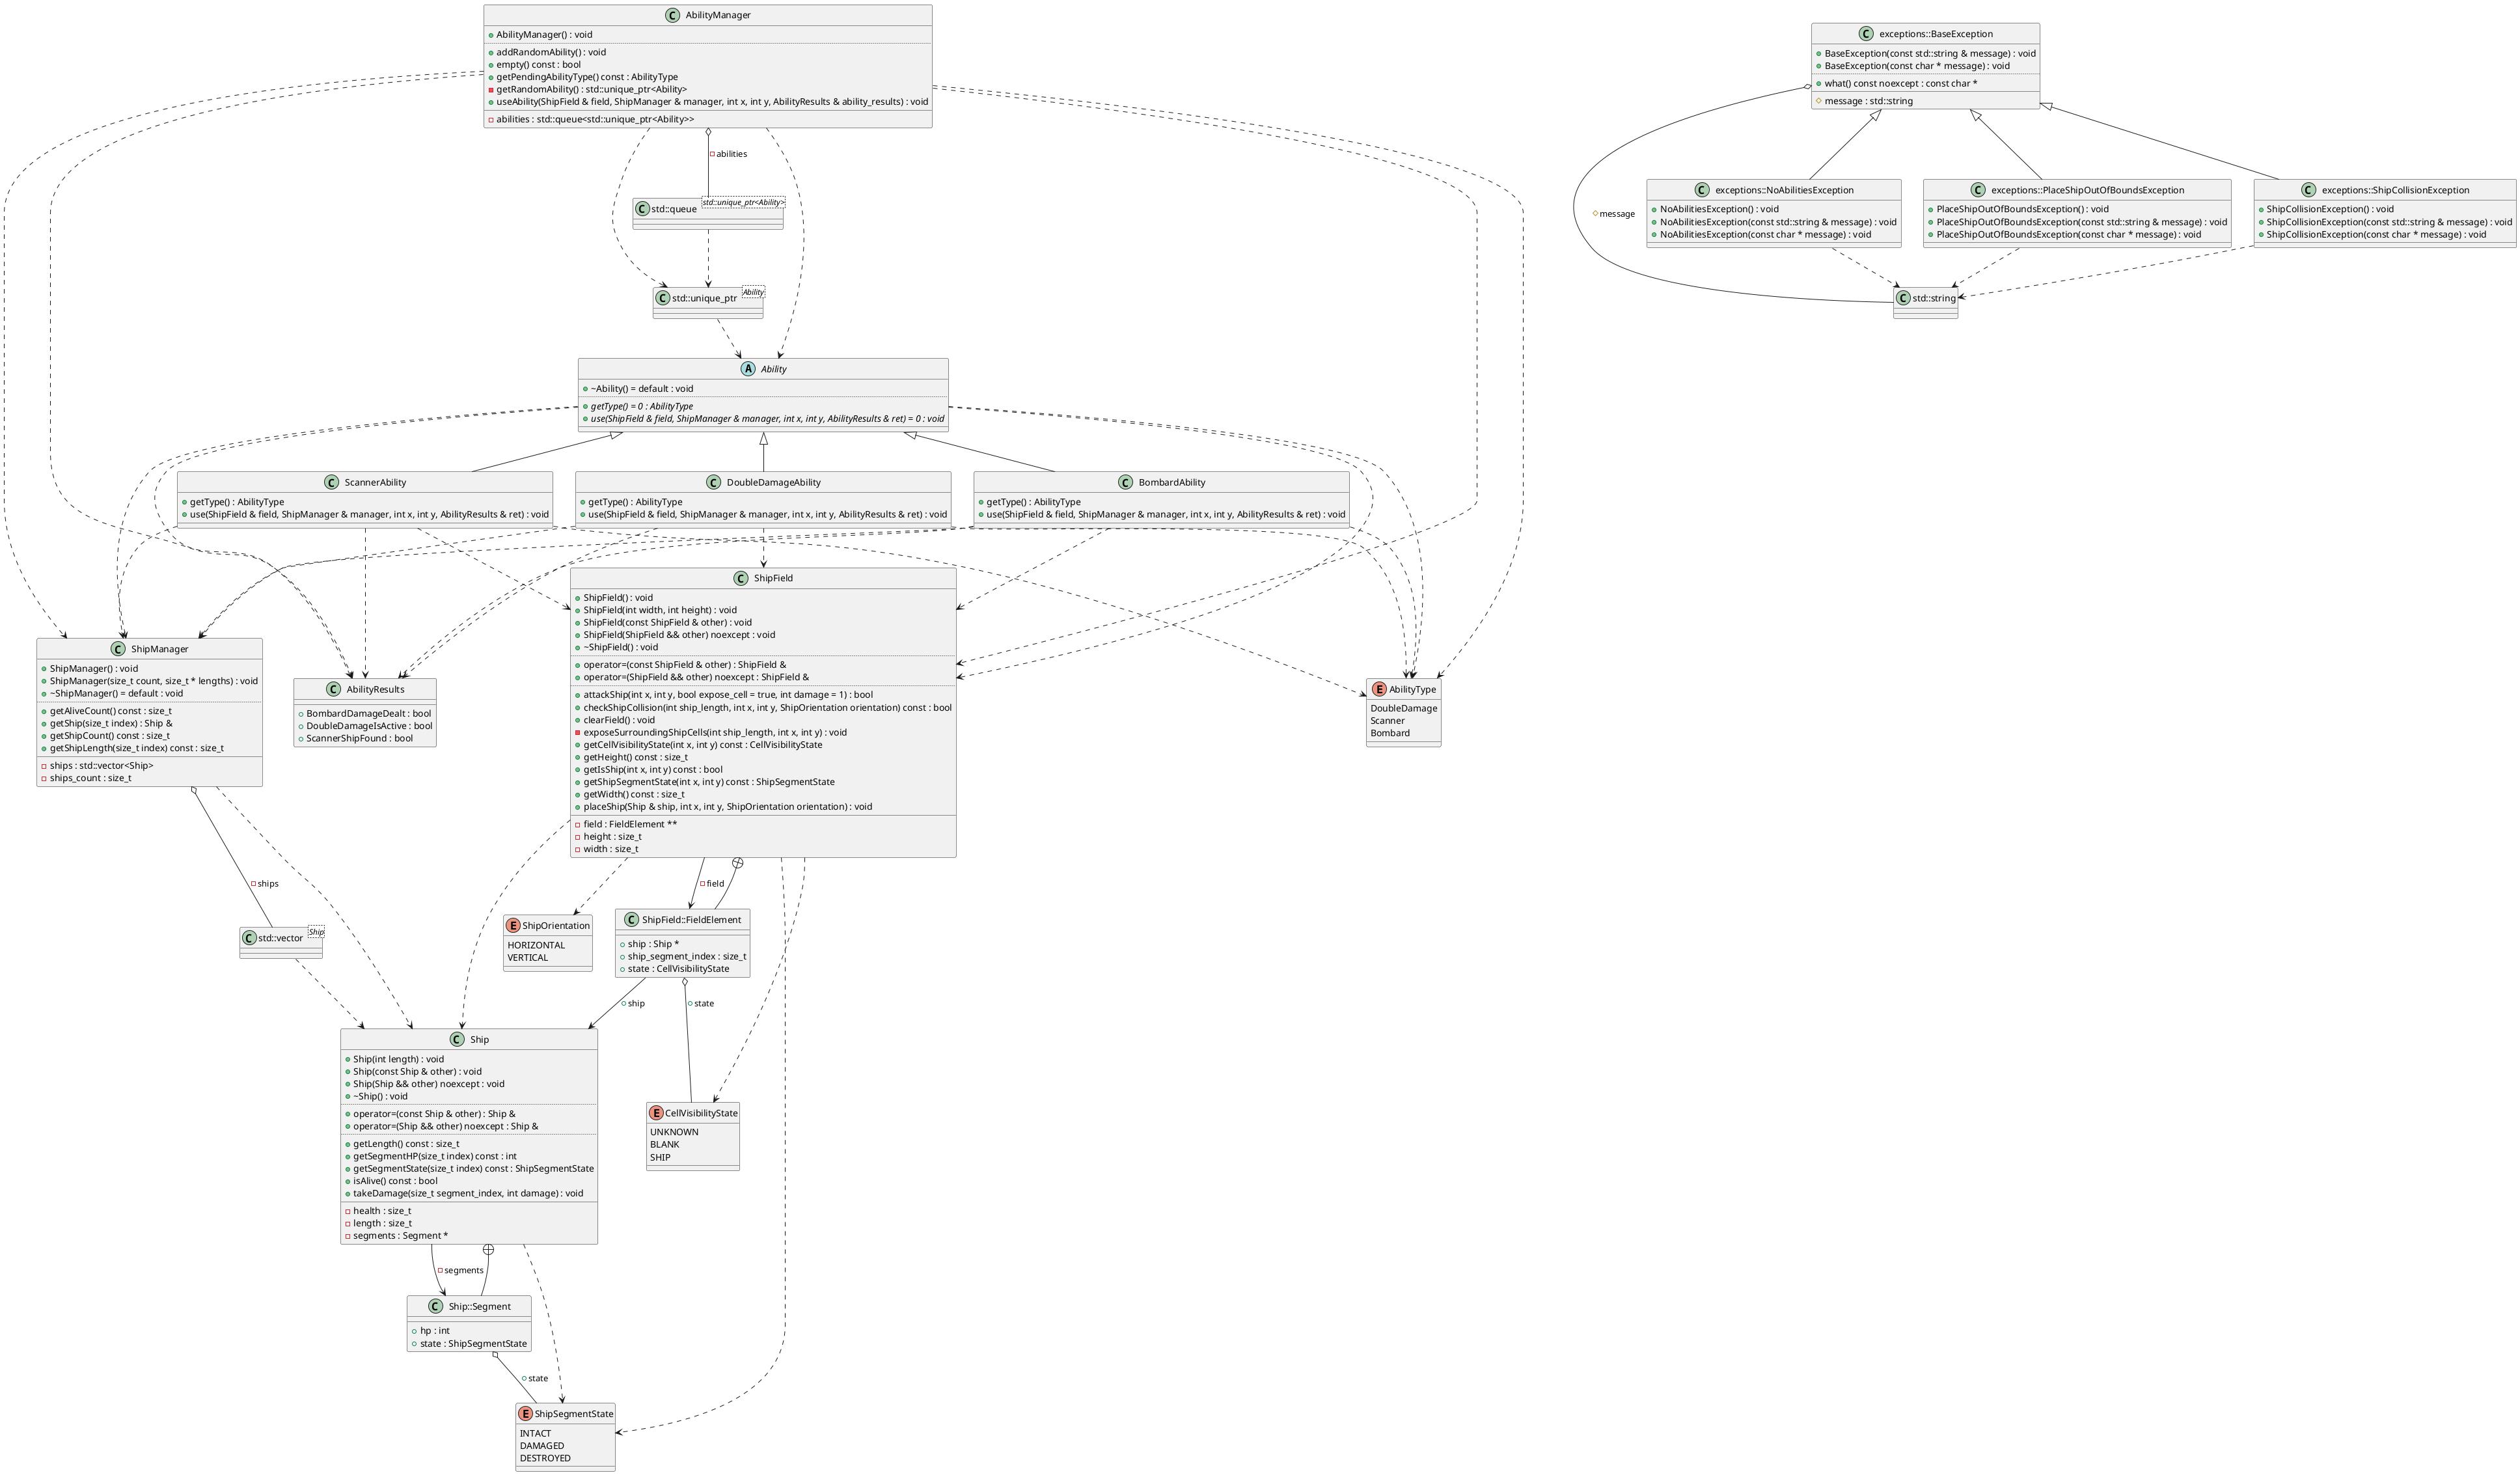 AbilityManager
AbilityManager() : void
addRandomAbility() : void
empty() const : bool
getPendingAbilityType() const : AbilityType
getRandomAbility() : std::unique_ptr<Ability>
useAbility(ShipField & field, ShipManager & manager, int x, int y, AbilityResults & ability_results) : void
abilities : std::queue<std::unique_ptr<Ability>>
exceptions::BaseException
BaseException(const std::string & message) : void
BaseException(const char * message) : void
what() const noexcept : const char *
message : std::string
abilities
std::queue
std::unique_ptr<Ability>
exceptions::NoAbilitiesException
NoAbilitiesException() : void
NoAbilitiesException(const std::string & message) : void
NoAbilitiesException(const char * message) : void
exceptions::PlaceShipOutOfBoundsException
PlaceShipOutOfBoundsException() : void
PlaceShipOutOfBoundsException(const std::string & message) : void
PlaceShipOutOfBoundsException(const char * message) : void
exceptions::ShipCollisionException
ShipCollisionException() : void
ShipCollisionException(const std::string & message) : void
ShipCollisionException(const char * message) : void
message
std::unique_ptr
Ability
std::string
Ability
~Ability() = default : void
getType() = 0 : AbilityType
use(ShipField & field, ShipManager & manager, int x, int y, AbilityResults & ret) = 0 : void
ScannerAbility
getType() : AbilityType
use(ShipField & field, ShipManager & manager, int x, int y, AbilityResults & ret) : void
DoubleDamageAbility
getType() : AbilityType
use(ShipField & field, ShipManager & manager, int x, int y, AbilityResults & ret) : void
BombardAbility
getType() : AbilityType
use(ShipField & field, ShipManager & manager, int x, int y, AbilityResults & ret) : void
ShipField
ShipField() : void
ShipField(int width, int height) : void
ShipField(const ShipField & other) : void
ShipField(ShipField && other) noexcept : void
~ShipField() : void
operator=(const ShipField & other) : ShipField &
operator=(ShipField && other) noexcept : ShipField &
attackShip(int x, int y, bool expose_cell = true, int damage = 1) : bool
checkShipCollision(int ship_length, int x, int y, ShipOrientation orientation) const : bool
clearField() : void
exposeSurroundingShipCells(int ship_length, int x, int y) : void
getCellVisibilityState(int x, int y) const : CellVisibilityState
getHeight() const : size_t
getIsShip(int x, int y) const : bool
getShipSegmentState(int x, int y) const : ShipSegmentState
getWidth() const : size_t
placeShip(Ship & ship, int x, int y, ShipOrientation orientation) : void
field : FieldElement **
height : size_t
width : size_t
ShipManager
ShipManager() : void
ShipManager(size_t count, size_t * lengths) : void
~ShipManager() = default : void
getAliveCount() const : size_t
getShip(size_t index) : Ship &
getShipCount() const : size_t
getShipLength(size_t index) const : size_t
ships : std::vector<Ship>
ships_count : size_t
AbilityResults
BombardDamageDealt : bool
DoubleDamageIsActive : bool
ScannerShipFound : bool
AbilityType
DoubleDamage
Scanner
Bombard
ships
field
std::vector
Ship
ShipOrientation
HORIZONTAL
VERTICAL
ShipField::FieldElement
ship : Ship *
ship_segment_index : size_t
state : CellVisibilityState
ship
state
Ship
Ship(int length) : void
Ship(const Ship & other) : void
Ship(Ship && other) noexcept : void
~Ship() : void
operator=(const Ship & other) : Ship &
operator=(Ship && other) noexcept : Ship &
getLength() const : size_t
getSegmentHP(size_t index) const : int
getSegmentState(size_t index) const : ShipSegmentState
isAlive() const : bool
takeDamage(size_t segment_index, int damage) : void
health : size_t
length : size_t
segments : Segment *
CellVisibilityState
UNKNOWN
BLANK
SHIP
segments
Ship::Segment
hp : int
state : ShipSegmentState
state
ShipSegmentState
INTACT
DAMAGED
DESTROYED